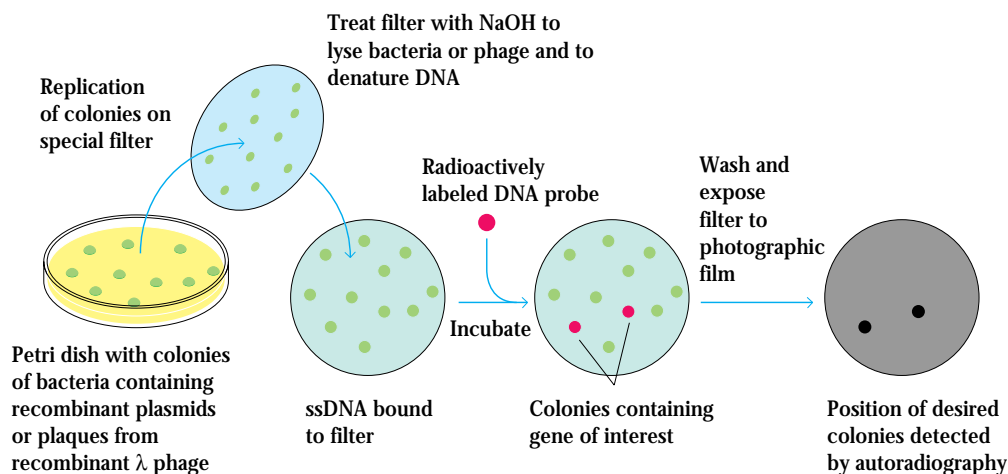 Treat filter with NaOH to
lyse bacteria or phage and to
denature DNA
Replication
of colonies on
special filter
Radioactively
labeled DNA probe
Wash and
expose
filter to
photographic
film
Incubate
Petri dish with colonies
of bacteria containing
recombinant plasmids
or plaques from
recombinant λ phage
ssDNA bound
to filter
Colonies containing
gene of interest
Position of desired
colonies detected
by autoradiography